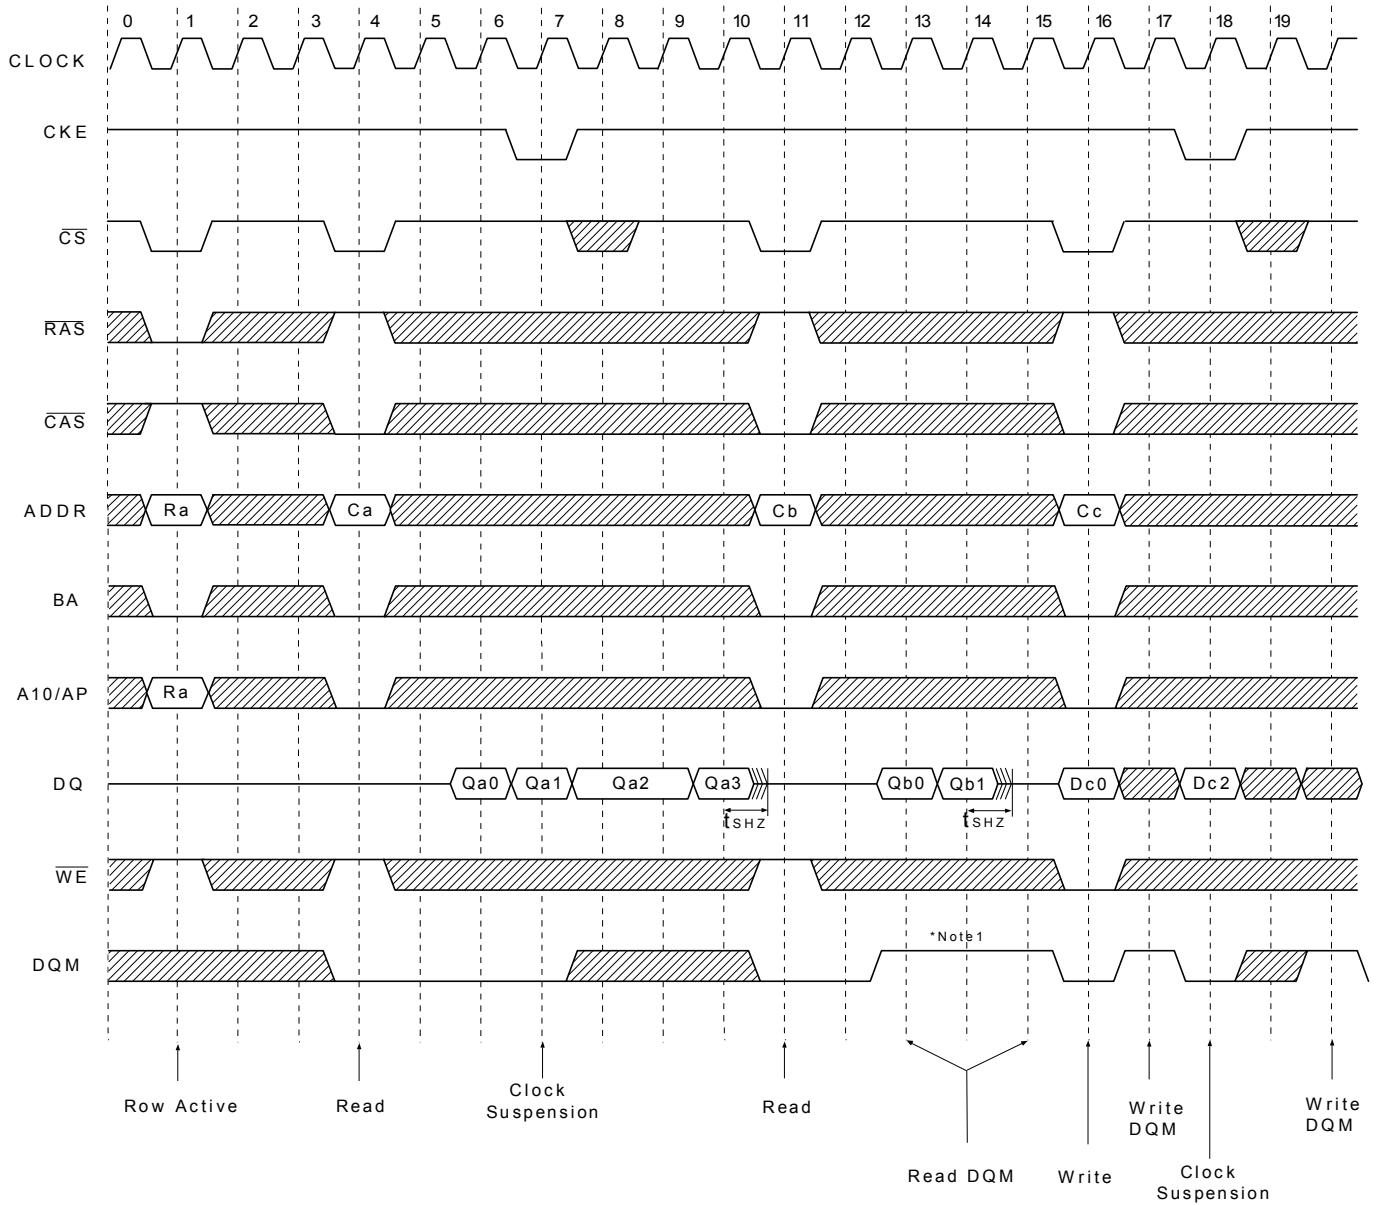 0 1 2 3 4 5 6 7 8 9 10 11 12 13 14 15 16 17 18 19
CLOCK
CKE
CS
RAS
CAS
ADDR Ra Ca Cb Cc
BA
A10/AP Ra
DQ Qa0 Qa1 Qa2 Qa3 Qb0 Qb1 Dc0 Dc2
tSHZ tSHZ
WE
*Note1
DQM
Row Active Read Clock Suspension Read Write DQM Write DQM
Read DQM Write Clock Suspension